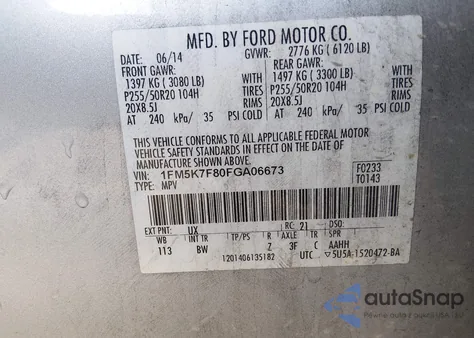 MFD. BY FORD MOTOR CO.
DATE: 06/14 GVWR: 2776 KG (6120 LB)
FRONT GAWR: REAR GAWR:
1397 KG (3080 LB) 1497 KG (3300 LB)
P255/50R20 104H TIRES P255/50R20 104H TIRES
20X8.5J RIMS 20X8.5J RIMS
AT 240 kPa/ 35 PSI COLD AT 240 kPa/ 35 PSI COLD
THIS VEHICLE CONFORMS TO ALL APPLICABLE FEDERAL MOTOR
VEHICLE SAFETY AND BUMPER STANDARDS IN EFFECT ON THE DATE OF
MANUFACTURE SHOWN ABOVE.
VIN: 1FM5K7F80FGA06673 F0233
TYPE: MPV T0143
EXT PNT: UX RC: 21 DSO:
WB INT TR TP/PS R AX TR SPR
113 BW Z 3F C AAHH
1201406135182 UTC ▽5U5A-1520472-BA
autoSnap